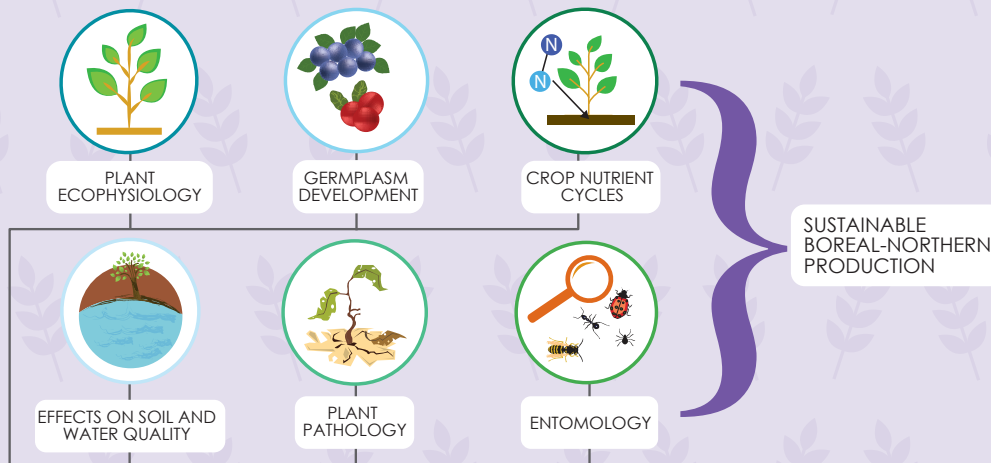 N
N
PLANT
ECOPHYSIOLOGY
GERMPLASM
DEVELOPMENT
CROP NUTRIENT
CYCLES
SUSTAINABLE
BOREAL-NORTHERN
PRODUCTION
EFFECTS ON SOIL AND
WATER QUALITY
PLANT
PATHOLOGY
ENTOMOLOGY